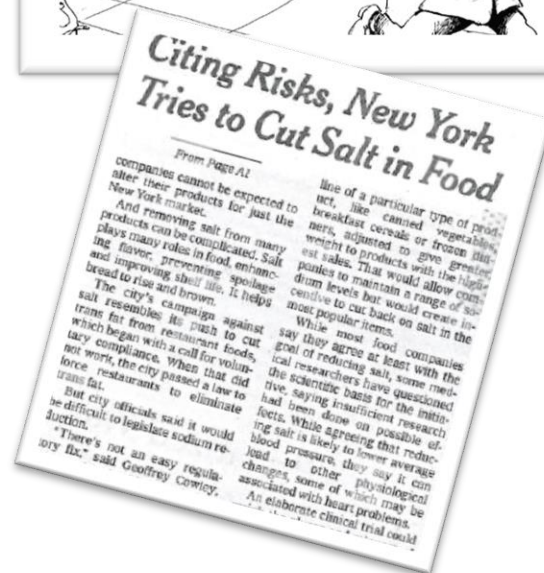 Citing Risks, New York
Tries to Cut Salt in Food
From Page A1
companies cannot be expected to
alter their products for just the
New York market.
And removing salt from many
products can be complicated. Salt
plays many roles in food, enhanc-
ing flavor, preventing spoilage
and improving shelf life. It helps
bread to rise and brown.
The city's campaign against
salt resembles its push to cut
trans fat from restaurant foods,
which began with a call for volun-
tary compliance. When that did
not work, the city passed a law to
force restaurants to eliminate
trans fat.
But city officials said it would
be difficult to legislate sodium re-
duction.
"There's not an easy regula-
tory fix," said Geoffrey Cowley,
line of a particular type of prod-
uct, like canned vegetables,
breakfast cereals or frozen din-
ners, adjusted to give greater
weight to products with the high-
est sales. That would allow com-
panies to maintain a range of so-
dium levels but would create in-
centive to cut back on salt in the
most popular items.
While most food companies
say they agree at least with the
goal of reducing salt, some med-
ical researchers have questioned
the scientific basis for the initia-
tive, saying insufficient research
had been done on possible ef-
fects. While agreeing that reduc-
ing salt is likely to lower average
blood pressure, they say it can
lead to other physiological
changes, some of which may be
associated with heart problems.
An elaborate clinical trial could